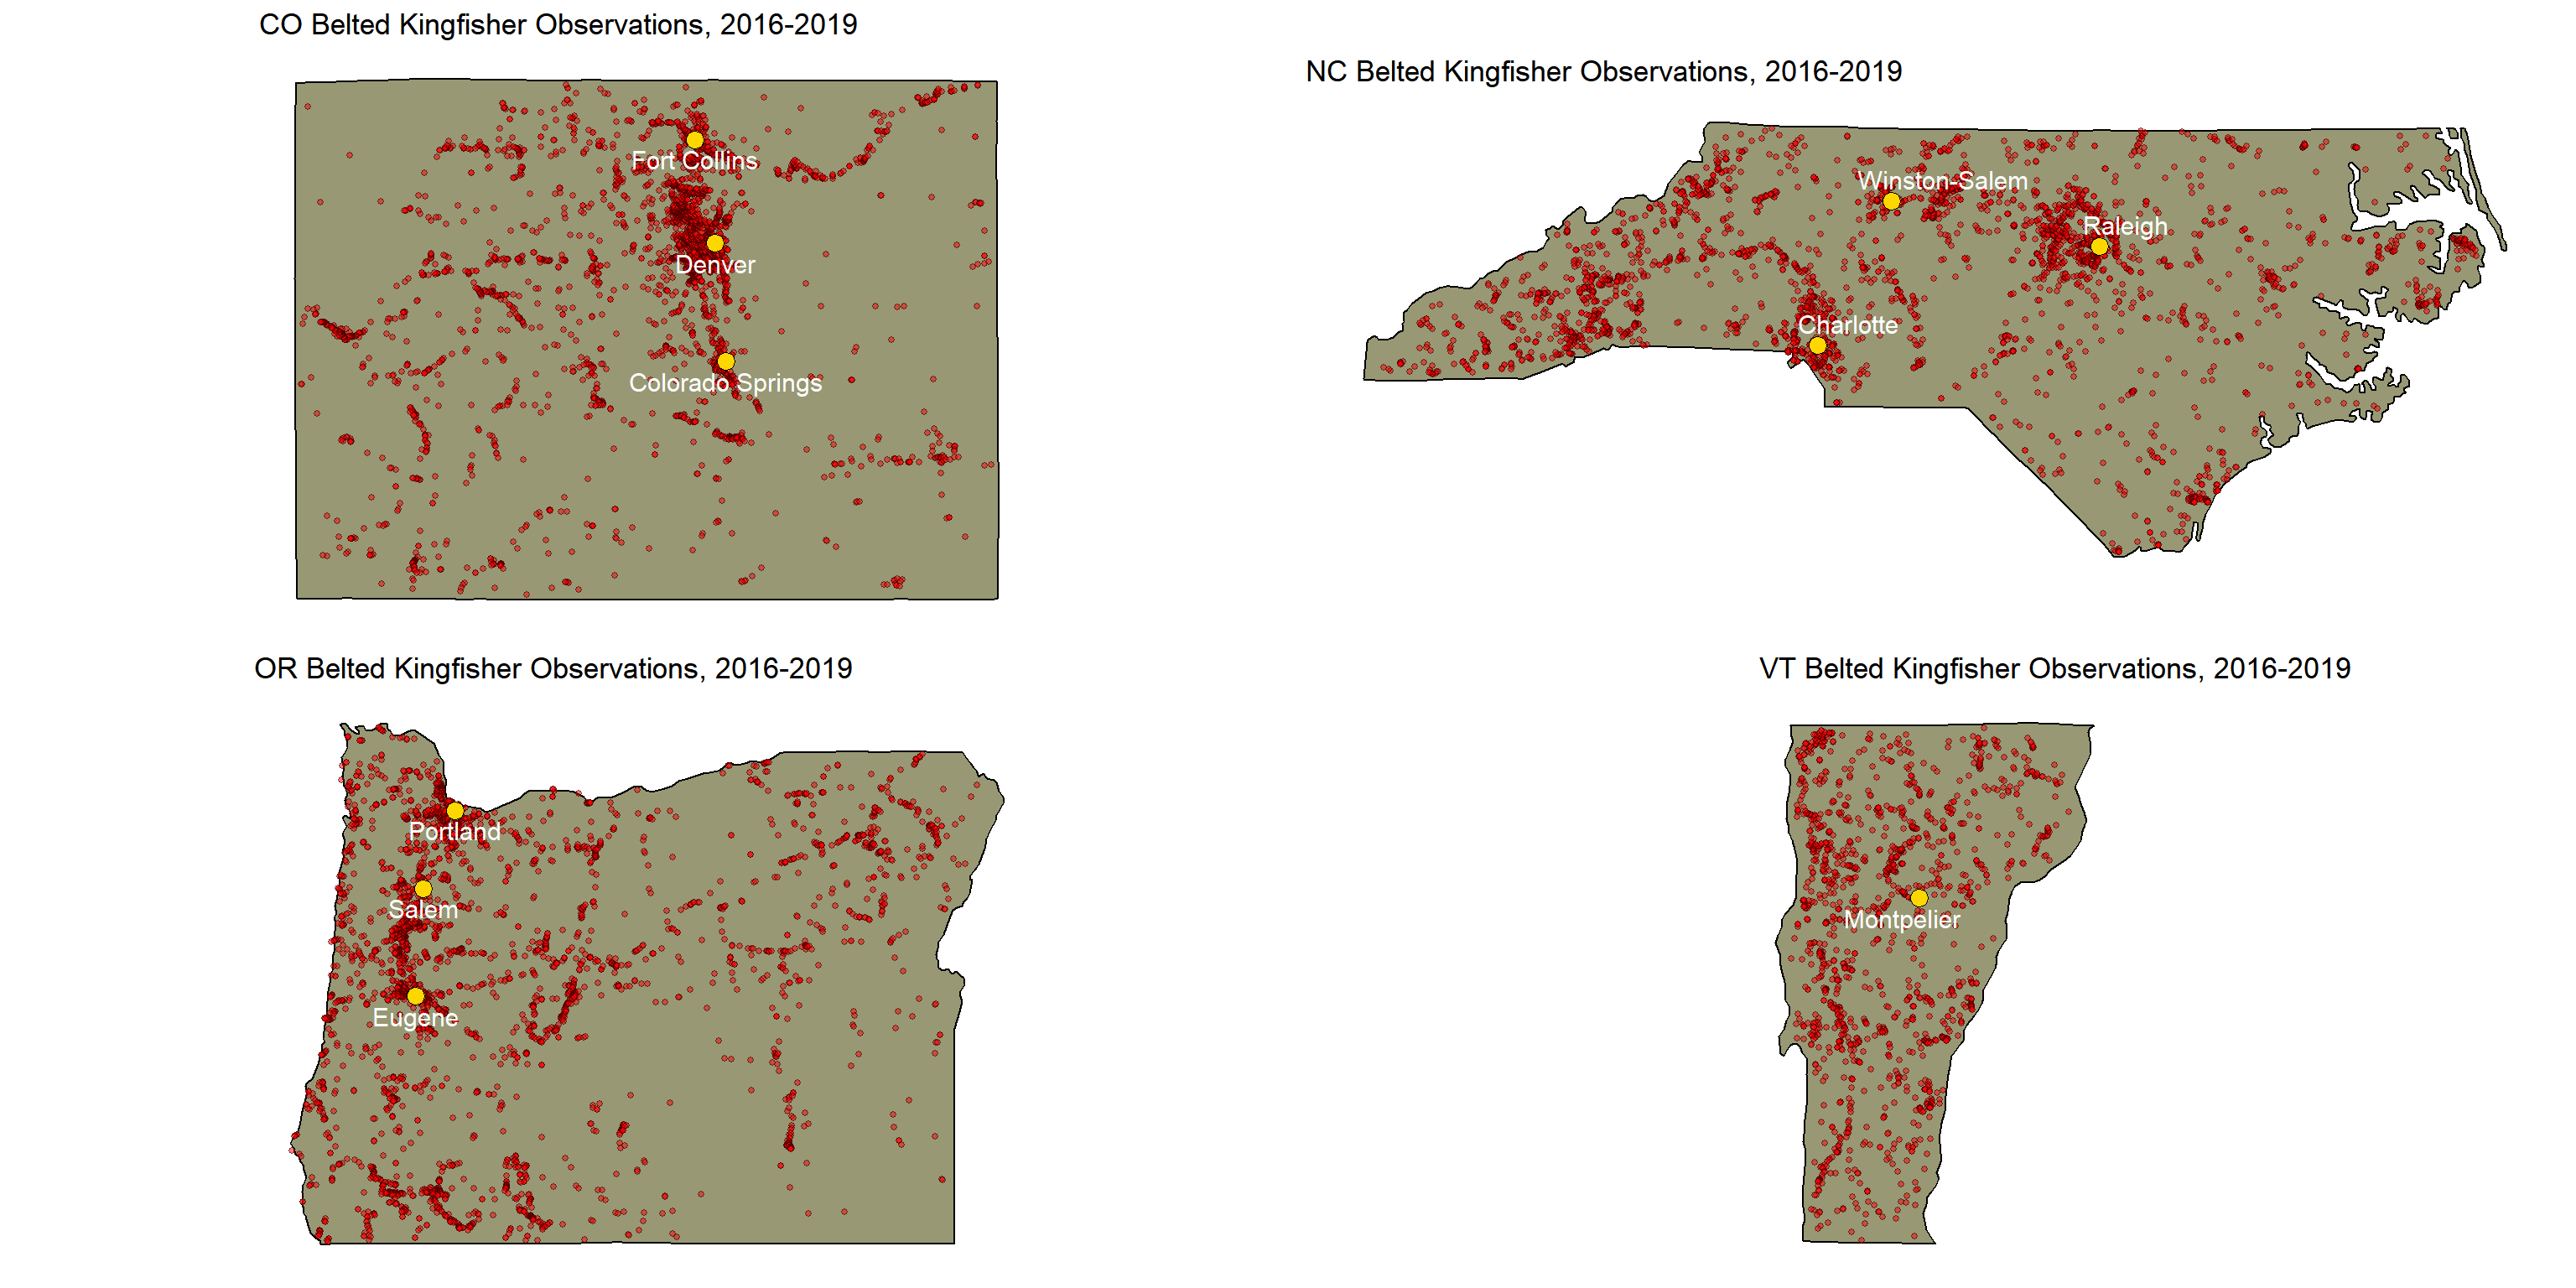 CO Belted Kingfisher Observations, 2016-2019
Fort Collins
Denver
Colorado Springs
NC Belted Kingfisher Observations, 2016-2019
Winston-Salem
Raleigh
Charlotte
OR Belted Kingfisher Observations, 2016-2019
Portland
Salem
Eugene
VT Belted Kingfisher Observations, 2016-2019
Montpelier